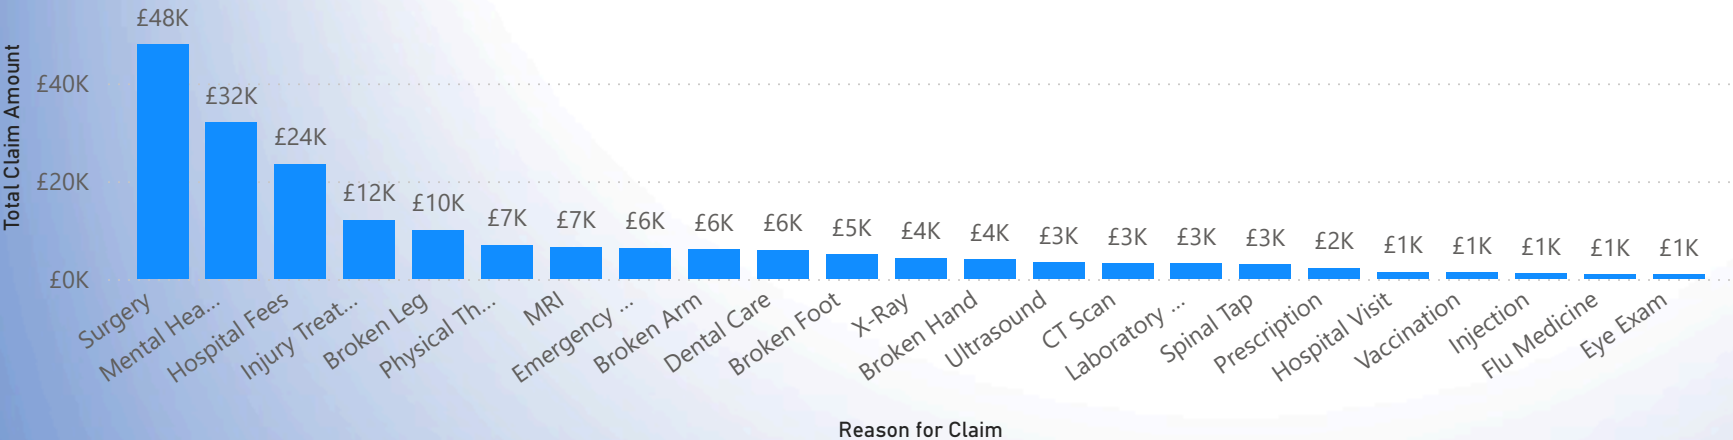 £48K
£32K
£24K
£12K
£10K
£7K
£7K
£6K
£6K
£6K
£5K
£4K
£4K
£3K
£3K
£3K
£3K
£2K
£1K
£1K
£1K
£1K
£1K
Total Claim Amount
£40K
£20K
£0K
Surgery
Mental Hea...
Hospital Fees
Injury Treat...
Broken Leg
Physical Th...
MRI
Emergency ...
Broken Arm
Dental Care
Broken Foot
X-Ray
Broken Hand
Ultrasound
CT Scan
Laboratory ...
Spinal Tap
Prescription
Hospital Visit
Vaccination
Injection
Flu Medicine
Eye Exam
Reason for Claim